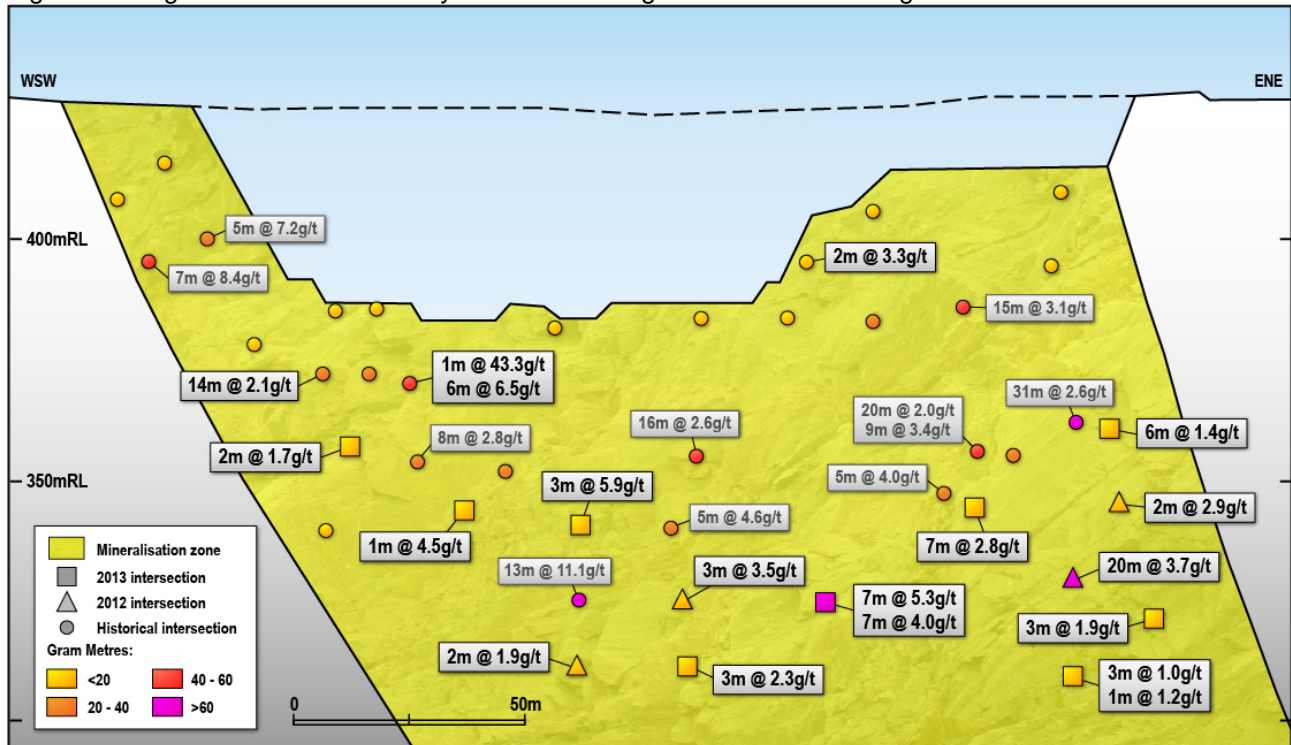 WSW
ENE
400mRL
5m @ 7.2g/t
7m @ 8.4g/t
2m @ 3.3g/t
15m @ 3.1g/t
14m @ 2.1g/t
1m @ 43.3g/t
6m @ 6.5g/t
31m @ 2.6g/t
16m @ 2.6g/t
20m @ 2.0g/t
9m @ 3.4g/t
6m @ 1.4g/t
2m @ 1.7g/t
8m @ 2.8g/t
350mRL
3m @ 5.9g/t
5m @ 4.0g/t
2m @ 2.9g/t
1m @ 4.5g/t
5m @ 4.6g/t
7m @ 2.8g/t
13m @ 11.1g/t
3m @ 3.5g/t
20m @ 3.7g/t
7m @ 5.3g/t
7m @ 4.0g/t
3m @ 1.9g/t
2m @ 1.9g/t
3m @ 2.3g/t
3m @ 1.0g/t
1m @ 1.2g/t
Mineralisation zone
2013 intersection
2012 intersection
Historical intersection
Gram Metres:
<20
40 - 60
20 - 40
>60
0
50m